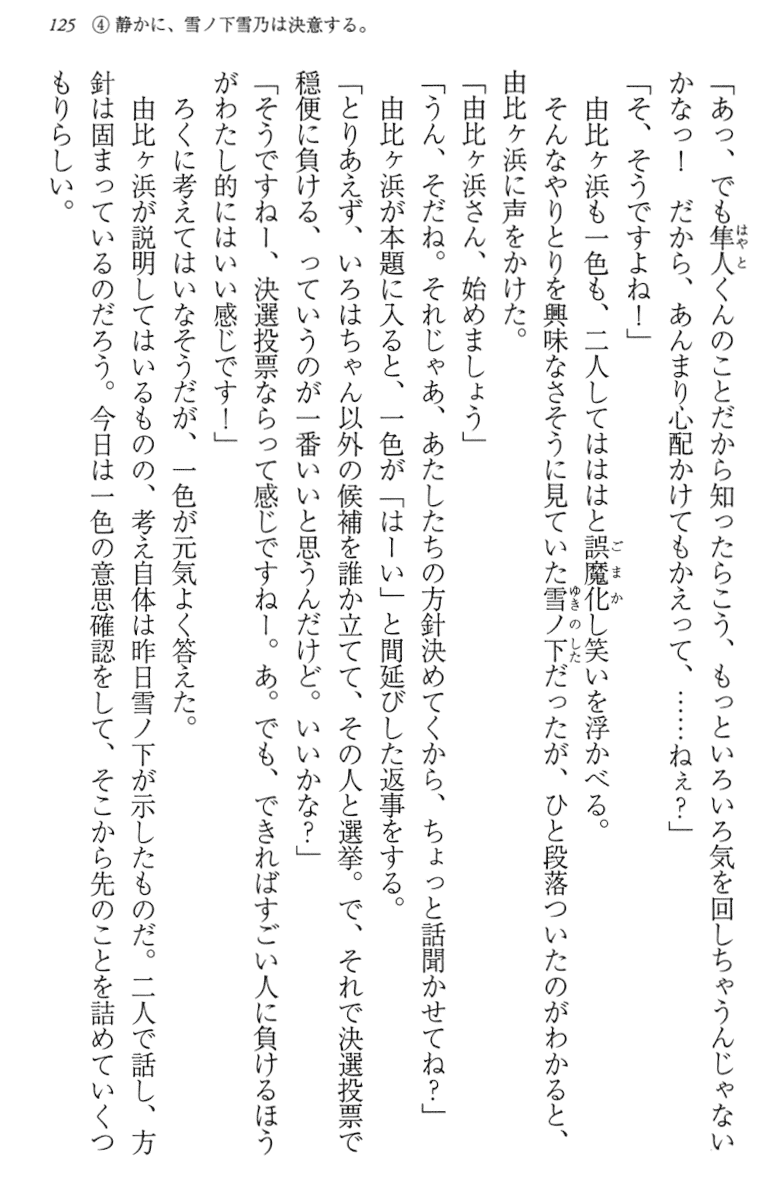 125 ④ 静かに、雪ノ下雪乃は決意する。
「あっ、でも隼人くんのことだから知ったらこう、もっといろいろ気を回しちゃうんじゃない
かなっ！　だから、あんまり心配かけてもかえって、……ねぇ？」
「そ、そうですよね！」
　由比ヶ浜も一色も、二人してははは と誤魔化し笑いを浮かべる。
　そんなやりとりを興味なさそうに見ていた雪ノ下だったが、ひと段落ついたのがわかると、
由比ヶ浜に声をかけた。
「由比ヶ浜さん、始めましょう」
「うん、そだね。それじゃあ、あたしたちの方針決めてくから、ちょっと話聞かせてね？」
　由比ヶ浜が本題に入ると、一色が「はーい」と間延びした返事をする。
「とりあえず、いろはちゃん以外の候補を誰か立てて、その人と選挙。で、それで決選投票で
穏便に負ける、っていうのが一番いいと思うんだけど。いいかな？」
「そうですねー、決選投票ならって感じですねー。あ。でも、できればすごい人に負けるほう
がわたし的にはいい感じです！」
　ろくに考えてはいなそうだが、一色が元気よく答えた。
　由比ヶ浜が説明してはいるものの、考え自体は昨日雪ノ下が示したものだ。二人で話し、方
針は固まっているのだろう。今日は一色の意思確認をして、そこから先のことを詰めていくつ
もりらしい。
はやと
ごまか
ゆきのした